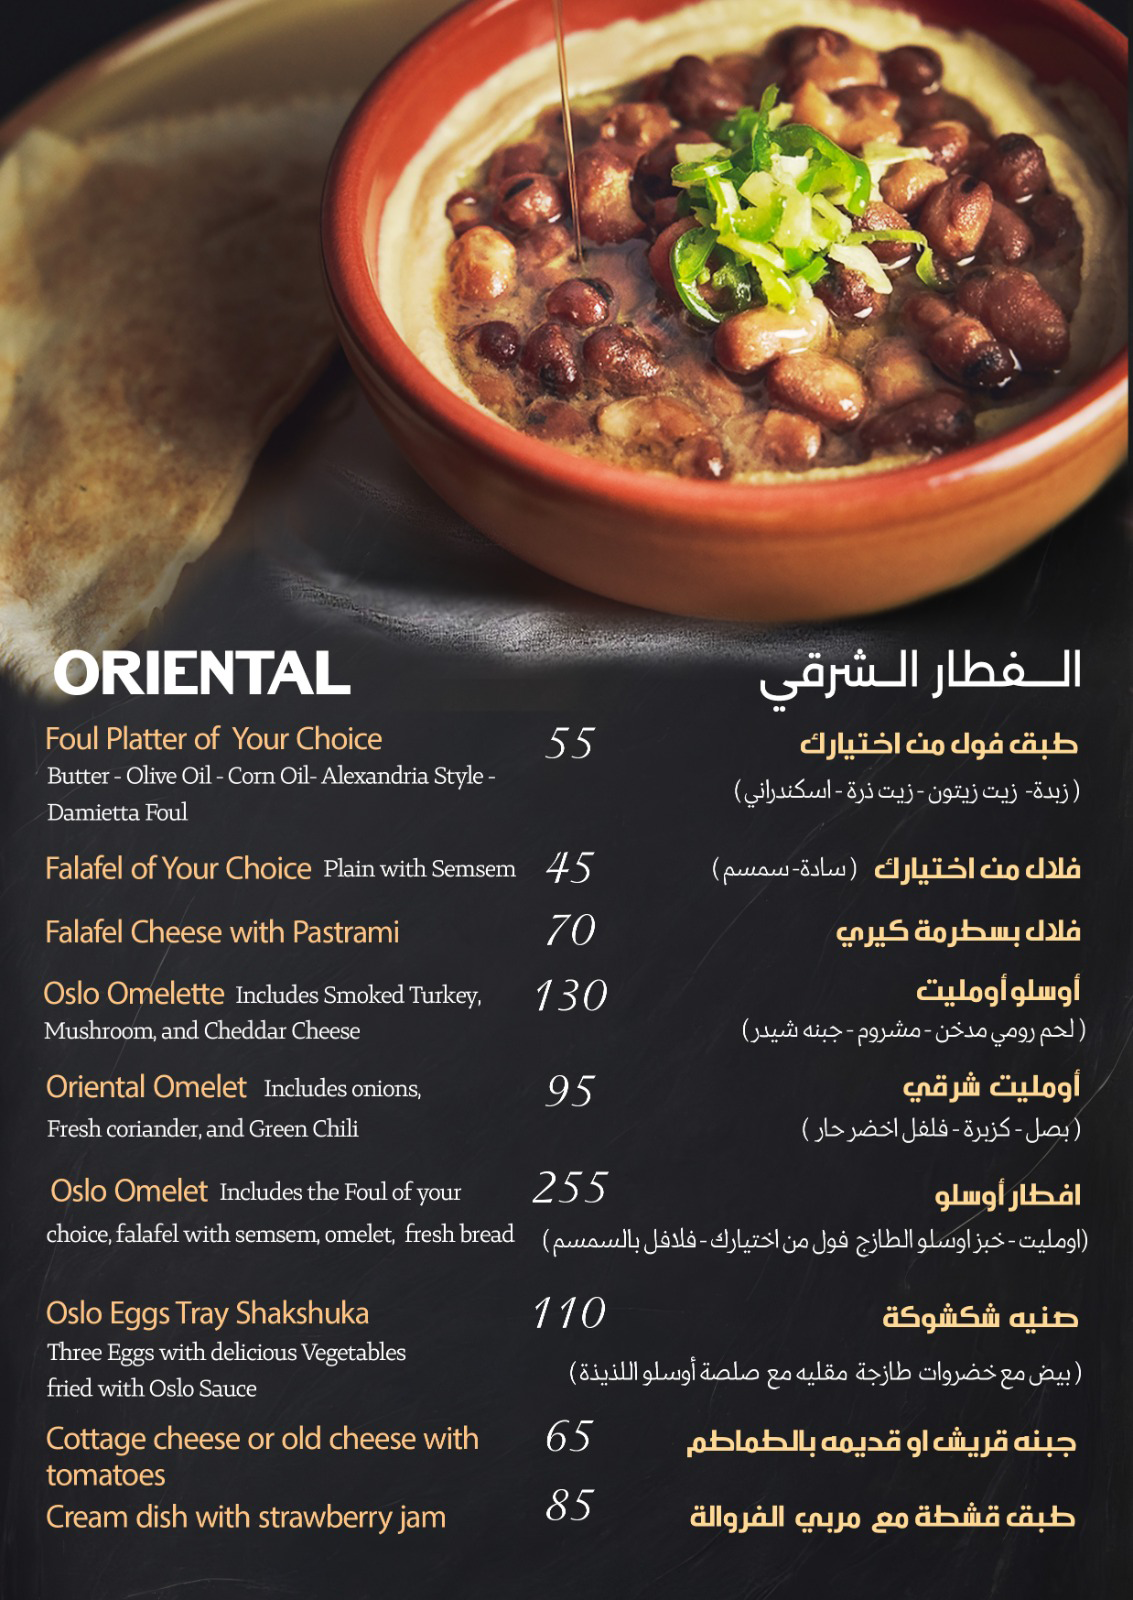 ORIENTAL
الـفطار الـشرقي
Foul Platter of Your Choice
55
طبق فول من اختيارك
Butter - Olive Oil - Corn Oil- Alexandria Style -
Damietta Foul
( زبدة- زيت زيتون - زيت ذرة - اسكندراني)
Falafel of Your Choice Plain with Semsem
45
فلال من اختيارك ( سادة-سمسم )
Falafel Cheese with Pastrami
70
فلال بسطرمة كيري
Oslo Omelette Includes Smoked Turkey,
Mushroom, and Cheddar Cheese
130
أوسلو أومليت
( لحم رومي مدخن - مشروم - جبنه شيدر)
Oriental Omelet Includes onions,
Fresh coriander, and Green Chili
95
أومليت شرقي
( بصل - كزبرة - فلفل اخضر حار )
Oslo Omelet Includes the Foul of your
choice, falafel with semsem, omelet, fresh bread
255
افطار أوسلو
(اومليت - خبز اوسلو الطازج فول من اختيارك - فلافل بالسمسم )
Oslo Eggs Tray Shakshuka
110
صنيه شكشوكة
Three Eggs with delicious Vegetables
fried with Oslo Sauce
( بيض مع خضروات طازجة مقليه مع صلصة أوسلو اللذيذة )
Cottage cheese or old cheese with
tomatoes
65
جبنه قريش او قديمه بالطماطم
Cream dish with strawberry jam
85
طبق قشطة مع مربي الفروالة